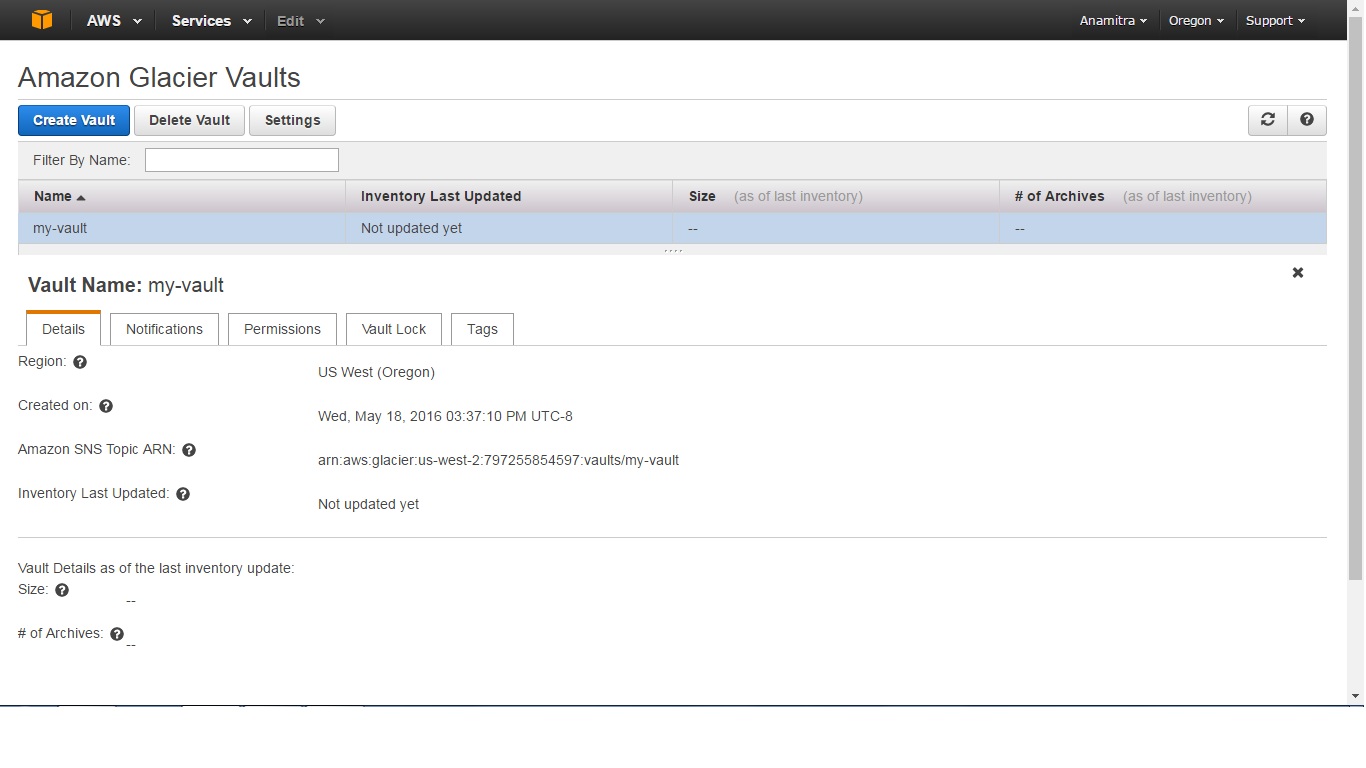 AWS Services Edit Anamitra Oregon Support
Amazon Glacier Vaults
Create Vault Delete Vault Settings
Filter By Name:
Name Inventory Last Updated Size (as of last inventory) # of Archives (as of last inventory)
my-vault Not updated yet -- --
Vault Name: my-vault
Details Notifications Permissions Vault Lock Tags
Region:
US West (Oregon)
Created on:
Wed, May 18, 2016 03:37:10 PM UTC-8
Amazon SNS Topic ARN:
arn:aws:glacier:us-west-2:797255854597:vaults/my-vault
Inventory Last Updated:
Not updated yet
Vault Details as of the last inventory update:
Size:
--
# of Archives:
--